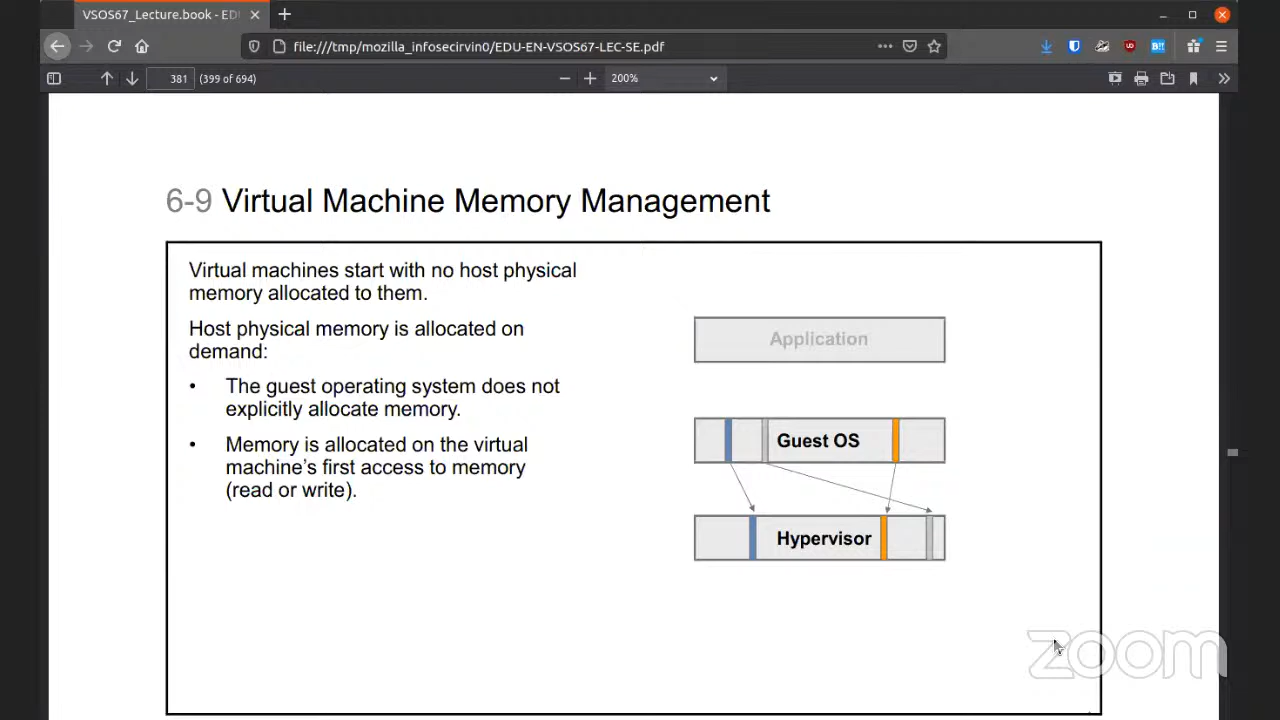 VSOS67_Lecture.book - EDU
file:///tmp/mozilla_infosecirvin0/EDU-EN-VSOS67-LEC-SE.pdf
381 (399 of 694) 200%
6-9 Virtual Machine Memory Management
Virtual machines start with no host physical
memory allocated to them.
Host physical memory is allocated on
demand:
• The guest operating system does not
explicitly allocate memory.
• Memory is allocated on the virtual
machine's first access to memory
(read or write).
Application
Guest OS
Hypervisor
zoom